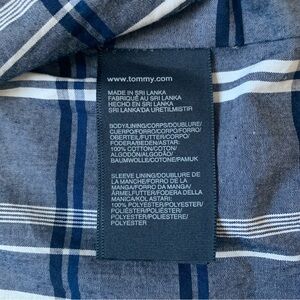 www.tommy.com
MADE IN SRI LANKA
FABRIQUÉ AU SRI LANKA
HECHO EN SRI LANKA
SRI LANKA'DA ÜRETİLMİŞTİR
BODY/LINING/CORPS/DOUBLURE/
CUERPO/FORRO/CORPO/FORRO/
OBERTEIL/FUTTER/CORPO/
FODERA/BEDEN/ASTAR:
100% COTTON/COTON/
ALGODÓN/ALGODÃO/
BAUMWOLLE/COTONE/PAMUK
SLEEVE LINING/DOUBLURE DE
LA MANCHE/FORRO DE LA
MANGA/FORRO DA MANGA/
ÄRMELFUTTER/FODERA DELLA
MANICA/KOL ASTARI:
100% POLYESTER/POLYESTER/
POLIÉSTER/POLIÉSTER/
POLYESTER/POLIESTERE/
POLYESTER